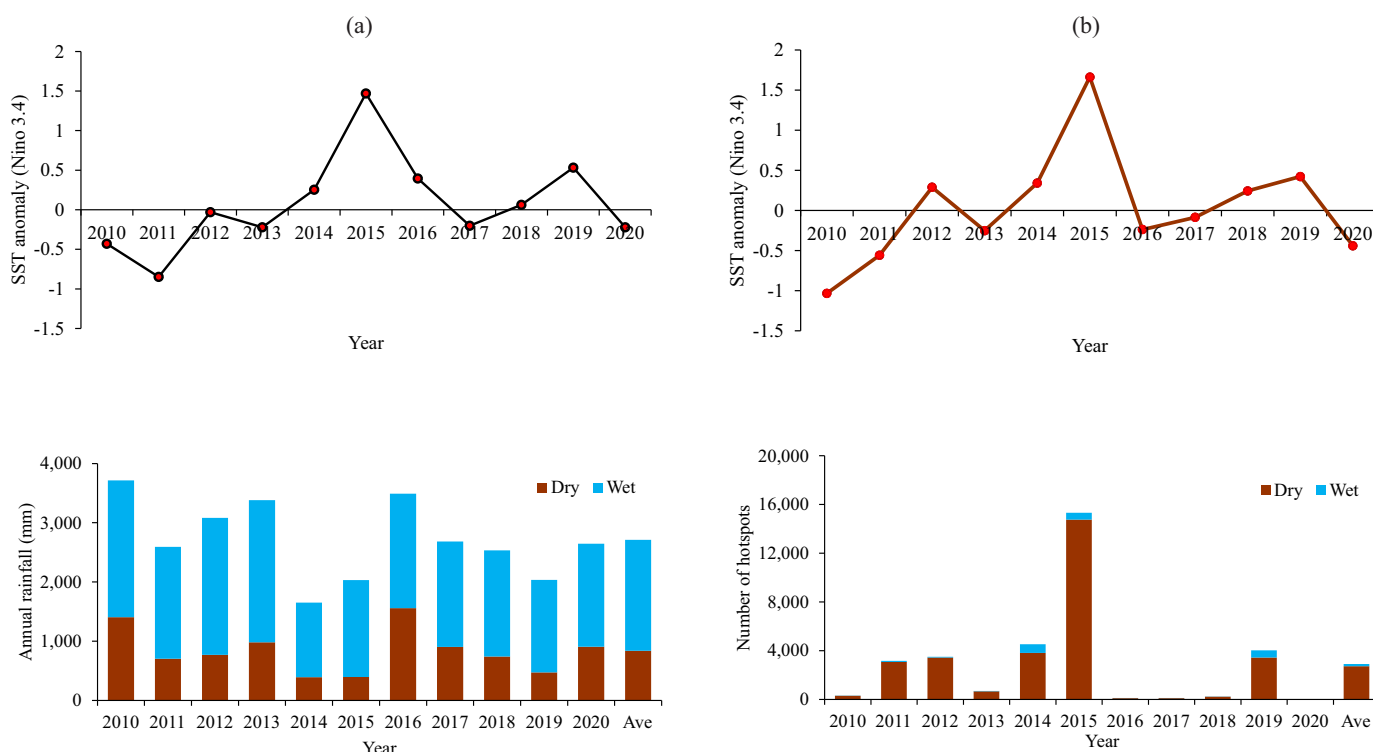 (a)
2
1.5
1
0.5
0
-0.5
-1
-1.5
SST anomaly (Nino 3.4)
2010 2011 2012 2013 2014 2015 2016 2017 2018 2019 2020
Year
(b)
2
1.5
1
0.5
0
-0.5
-1
-1.5
SST anomaly (Nino 3.4)
2010 2011 2012 2013 2014 2015 2016 2017 2018 2019 2020
Year
4,000
3,000
2,000
1,000
0
Annual rainfall (mm)
Dry Wet
2010 2011 2012 2013 2014 2015 2016 2017 2018 2019 2020 Ave
Year
20,000
16,000
12,000
8,000
4,000
0
Number of hotspots
Dry Wet
2010 2011 2012 2013 2014 2015 2016 2017 2018 2019 2020 Ave
Year